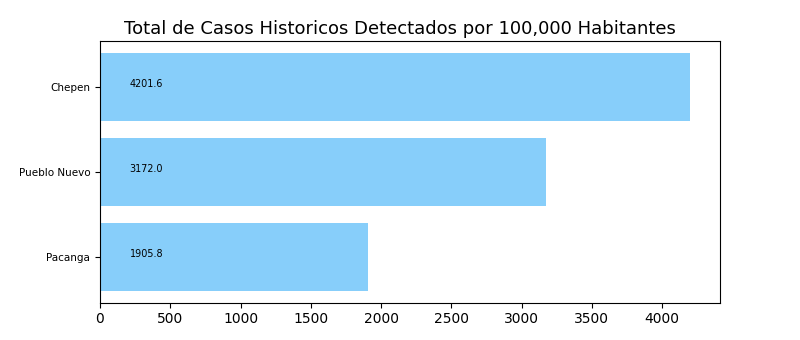 Total de Casos Historicos Detectados por 100,000 Habitantes
Chepen
4201.6
Pueblo Nuevo
3172.0
Pacanga
1905.8
0 500 1000 1500 2000 2500 3000 3500 4000